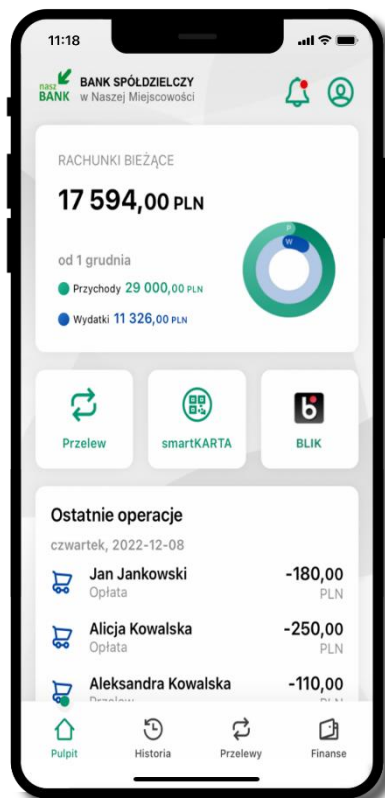 11:18
nasz BANK
BANK SPÓŁDZIELCZY
w Naszej Miejscowości
RACHUNKI BIEŻĄCE
17 594,00 PLN
od 1 grudnia
Przychody 29 000,00 PLN
Wydatki 11 326,00 PLN
P
W
Przelew
smartKARTA
BLIK
Ostatnie operacje
czwartek, 2022-12-08
Jan Jankowski -180,00
Opłata PLN
Alicja Kowalska -250,00
Opłata PLN
Aleksandra Kowalska -110,00
Przelew PLN
Pulpit Historia Przelewy Finanse